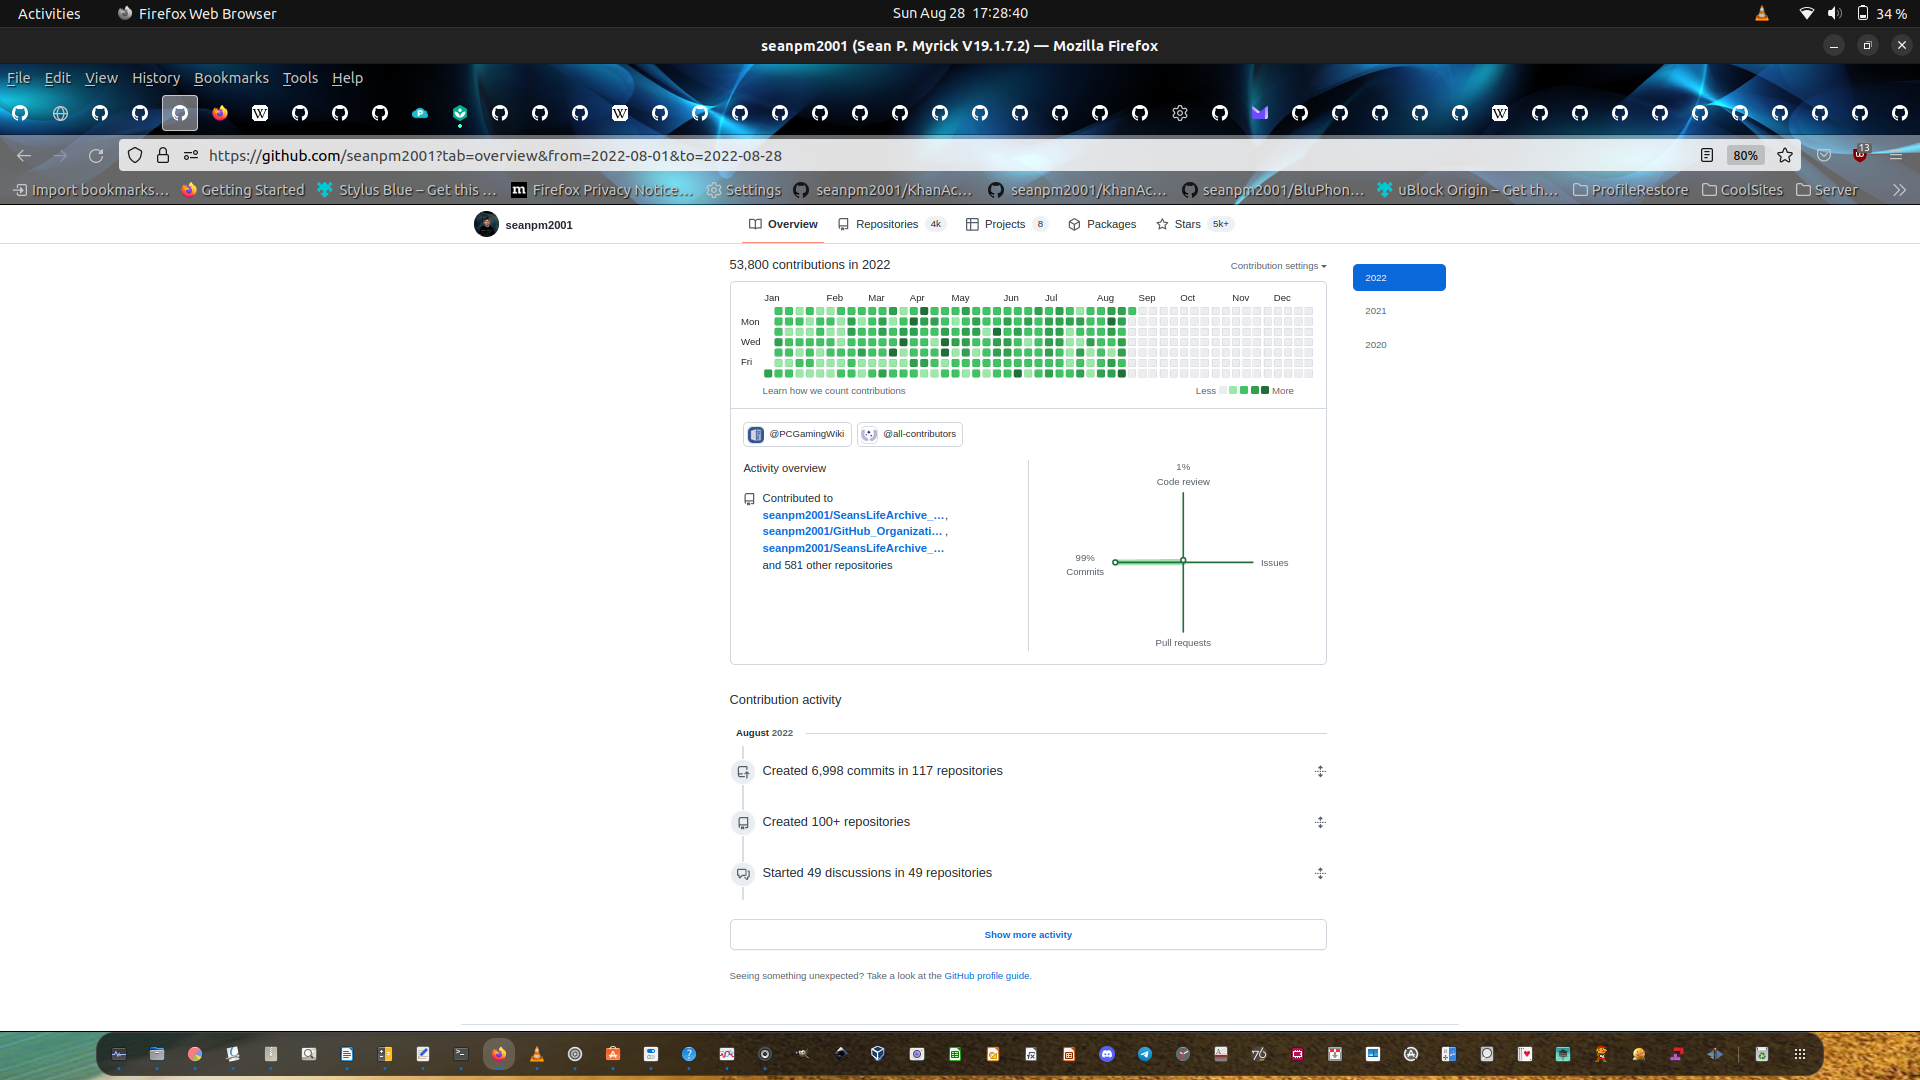 Activities Firefox Web Browser Sun Aug 28 17:28:40 34 %
seanpm2001 (Sean P. Myrick V19.1.7.2) — Mozilla Firefox
File Edit View History Bookmarks Tools Help
https://github.com/seanpm2001?tab=overview&from=2022-08-01&to=2022-08-28 80% 13
Import bookmarks… Getting Started Stylus Blue – Get this … Firefox Privacy Notice… Settings seanpm2001/KhanAc… seanpm2001/KhanAc… seanpm2001/BluPhon… uBlock Origin – Get th… ProfileRestore CoolSites Server
seanpm2001 Overview Repositories 4k Projects 8 Packages Stars 5k+
53,800 contributions in 2022 Contribution settings
2022
2021
2020
Jan Feb Mar Apr May Jun Jul Aug Sep Oct Nov Dec
Mon
Wed
Fri
Learn how we count contributions Less More
@PCGamingWiki @all-contributors
Activity overview
Contributed to
seanpm2001/SeansLifeArchive_… ,
seanpm2001/GitHub_Organizati… ,
seanpm2001/SeansLifeArchive_…
and 581 other repositories
1%
Code review
99%
Commits
Issues
Pull requests
Contribution activity
August 2022
Created 6,998 commits in 117 repositories
Created 100+ repositories
Started 49 discussions in 49 repositories
Show more activity
Seeing something unexpected? Take a look at the GitHub profile guide.